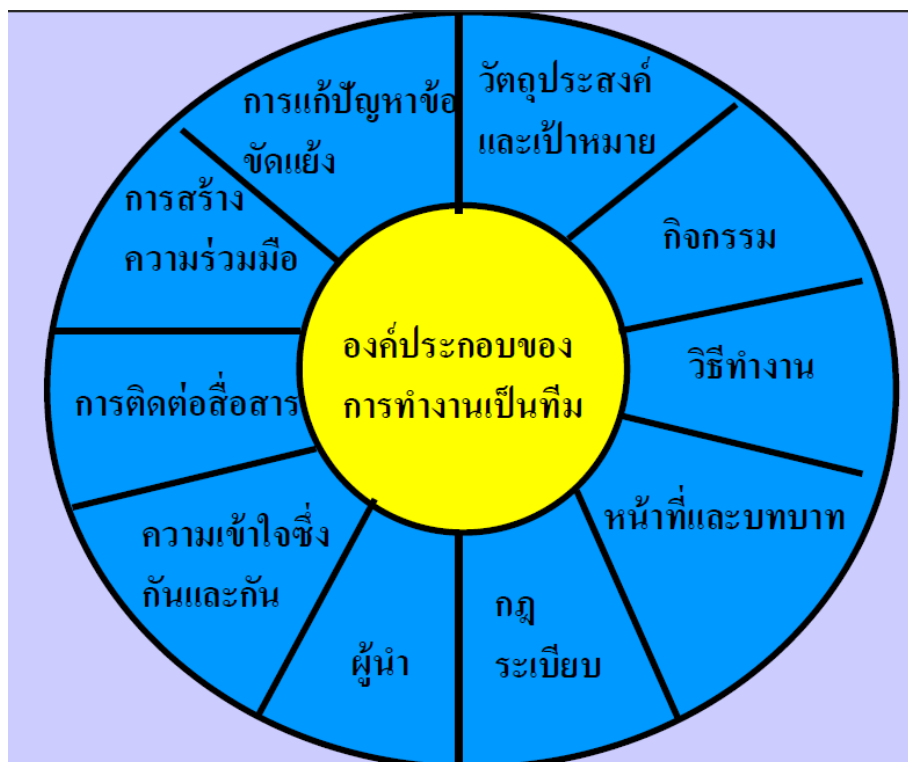 วัตถุประสงค์
และเป้าหมาย
กิจกรรม
วิธีทำงาน
หน้าที่และบทบาท
กฎ
ระเบียบ
ผู้นำ
ความเข้าใจซึ่ง
กันและกัน
การติดต่อสื่อสาร
การสร้าง
ความร่วมมือ
การแก้ปัญหาข้อ
ขัดแย้ง
องค์ประกอบของ
การทำงานเป็นทีม